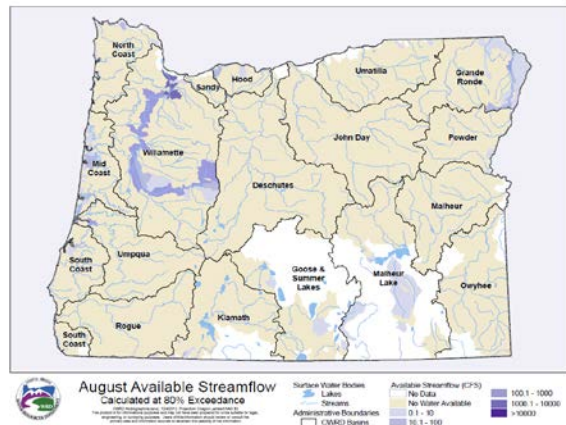 North
Coast
Hood
Sandy
Umatilla
Grande
Ronde
John Day
Powder
Mid
Coast
Willamette
Deschutes
Malheur
South
Coast
Umpqua
Goose &
Summer
Lakes
Malheur
Lake
Owyhee
South
Coast
Rogue
Klamath
August Available Streamflow
Calculated at 80% Exceedance
Surface Water Bodies
Lakes
Streams
Administrative Boundaries
OWRD Basins
Available Streamflow (CFS)
No Data
No Water Available
0.1 - 10
10.1 - 100
100.1 - 1000
1000.1 - 10000
>10000